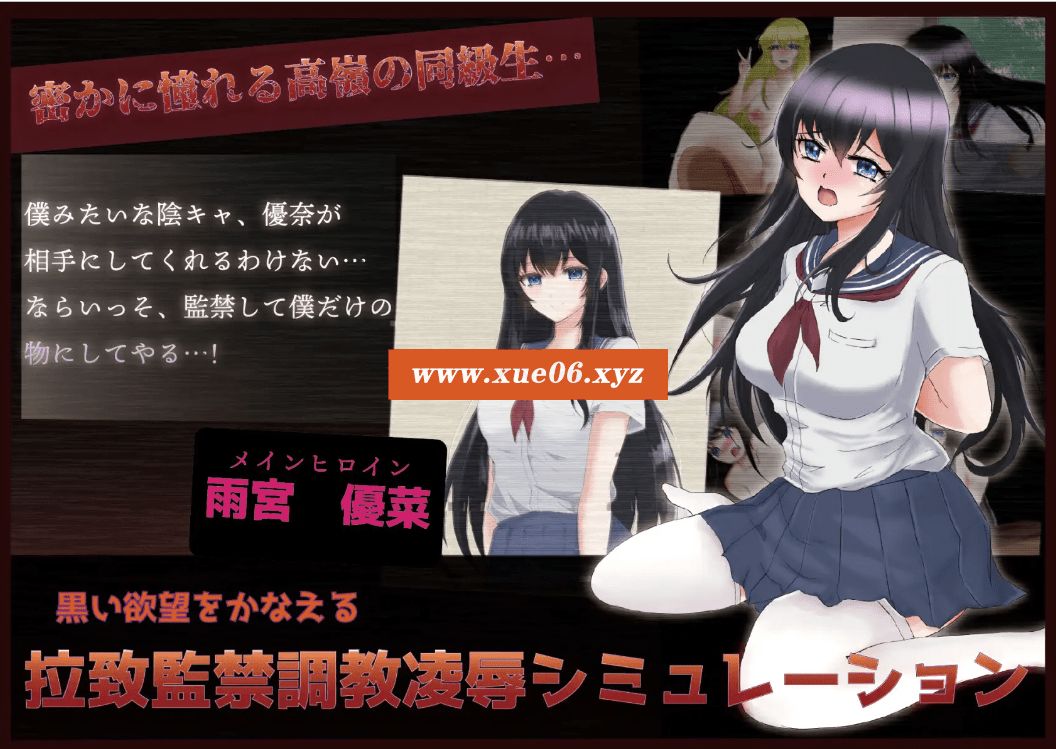 密かに憧れる高嶺の同級生…
僕みたいな陰キャ、優奈が
相手にしてくれるわけない…
ならいっそ、監禁して僕だけの
物にしてやる…!
www.xue06.xyz
メインヒロイン
雨宮 優菜
黒い欲望をかなえる
拉致監禁調教凌辱シミュレーション